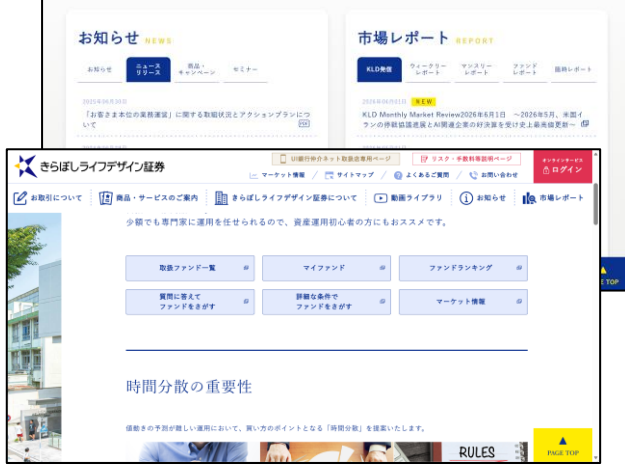 お知らせ NEWS
お知らせ
ニュース
リリース
商品・
キャンペーン
セミナー
2025年06月30日
「お客さま本位の業務運営」に関する取組状況とアクションプランにつ
いて
市場レポート REPORT
KLD発信
ウィークリー
レポート
マンスリー
レポート
ファンド
レポート
臨時レポート
2026年06月01日 NEW
KLD Monthly Market Review2026年6月1日 ～2026年5月、米国イ
ランの停戦協議進展とAI関連企業の好決算を受け史上最高値更新～
きらぼしライフデザイン証券
UI銀行仲介ネット取扱店専用ページ
リスク・手数料等説明ページ
マーケット情報
サイトマップ
よくあるご質問
お問い合わせ
オンラインサービス
ログイン
お取引について
商品・サービスのご案内
きらぼしライフデザイン証券について
動画ライブラリ
お知らせ
市場レポート
少額でも専門家に運用を任せられるので、資産運用初心者の方にもおススメです。
取扱ファンド一覧
マイファンド
ファンドランキング
質問に答えて
ファンドをさがす
詳細な条件で
ファンドをさがす
マーケット情報
時間分散の重要性
値動きの予測が難しい運用において、買い方のポイントとなる「時間分散」を提案いたします。
RULES
PAGE TOP
E TOP